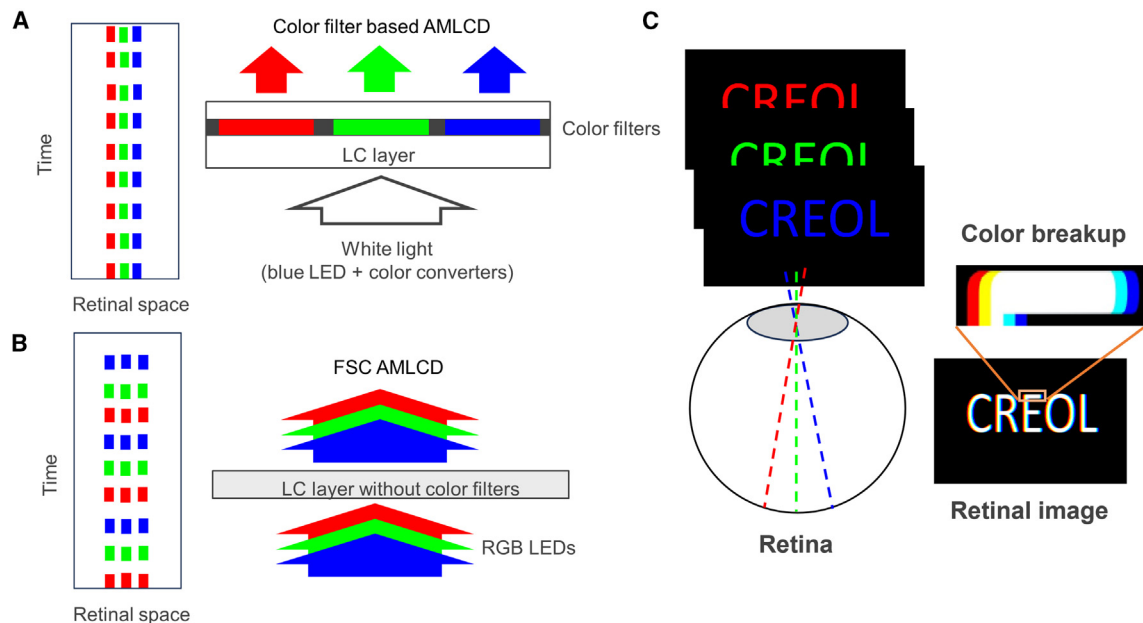 A
Time
Retinal space
Color filter based AMLCD
Color filters
LC layer
White light
(blue LED + color converters)
B
Time
Retinal space
FSC AMLCD
LC layer without color filters
RGB LEDs
C
CREOL
CREOL
CREOL
Retina
Color breakup
CREOL
Retinal image